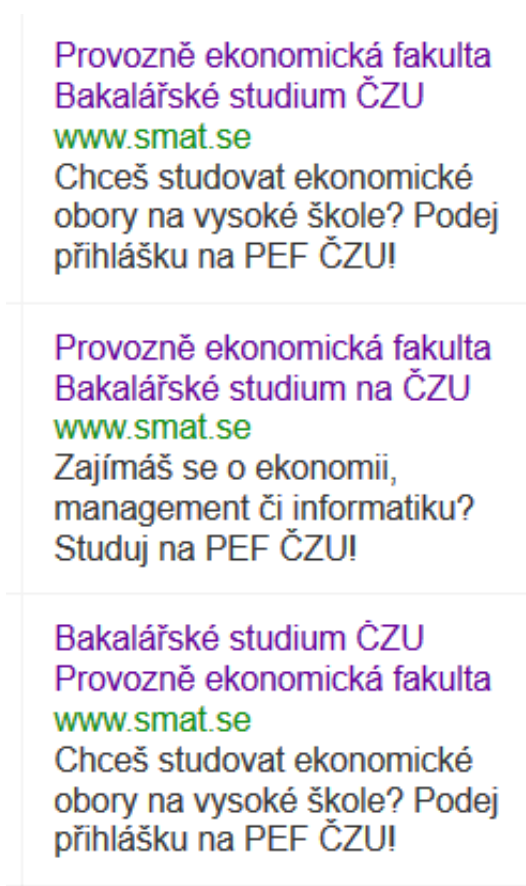 Provozně ekonomická fakulta
Bakalářské studium ČZU
www.smat.se
Chceš studovat ekonomické
obory na vysoké škole? Podej
přihlášku na PEF ČZU!
Provozně ekonomická fakulta
Bakalářské studium na ČZU
www.smat.se
Zajímáš se o ekonomii,
management či informatiku?
Studuj na PEF ČZU!
Bakalářské studium ČZU
Provozně ekonomická fakulta
www.smat.se
Chceš studovat ekonomické
obory na vysoké škole? Podej
přihlášku na PEF ČZU!